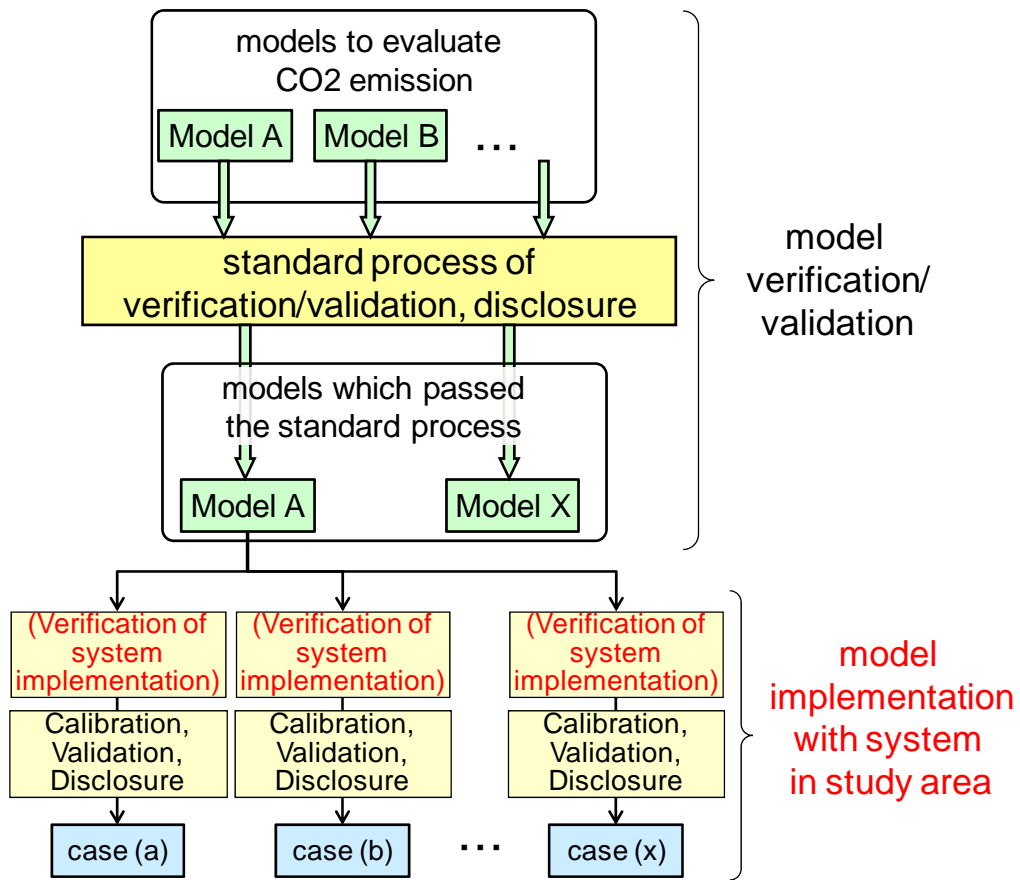 models to evaluate
CO2 emission
Model A
Model B
...
standard process of
verification/validation, disclosure
model
verification/
validation
models which passed
the standard process
Model A
Model X
(Verification of
system
implementation)
(Verification of
system
implementation)
(Verification of
system
implementation)
Calibration,
Validation,
Disclosure
Calibration,
Validation,
Disclosure
Calibration,
Validation,
Disclosure
model
implementation
with system
in study area
case (a)
case (b)
...
case (x)